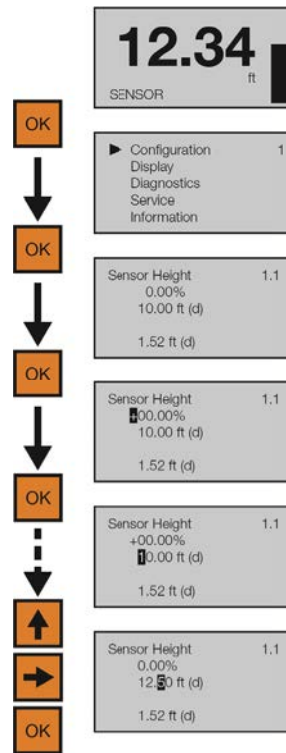 12.34
ft
SENSOR
OK
Configuration 1
Display
Diagnostics
Service
Information
OK
Sensor Height 1.1
0.00%
10.00 ft (d)
1.52 ft (d)
OK
Sensor Height 1.1
+00.00%
10.00 ft (d)
1.52 ft (d)
OK
Sensor Height 1.1
+00.00%
10.00 ft (d)
1.52 ft (d)
Sensor Height 1.1
0.00%
12.50 ft (d)
1.52 ft (d)
OK